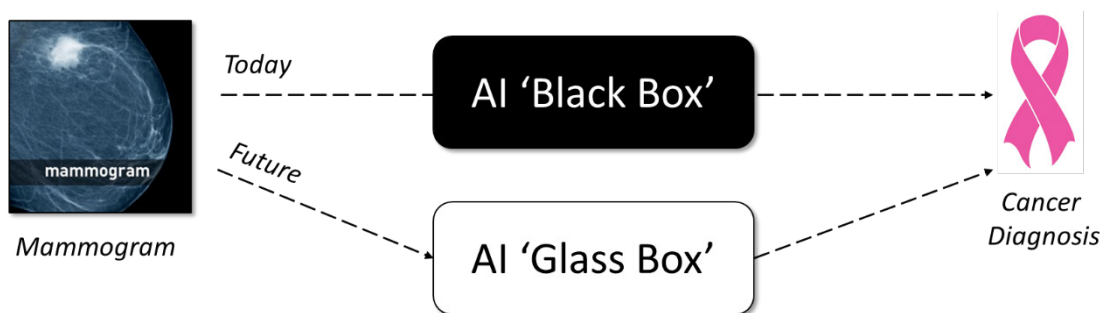 Today
AI ‘Black Box’
mammogram
Future
Mammogram
AI ‘Glass Box’
Cancer
Diagnosis